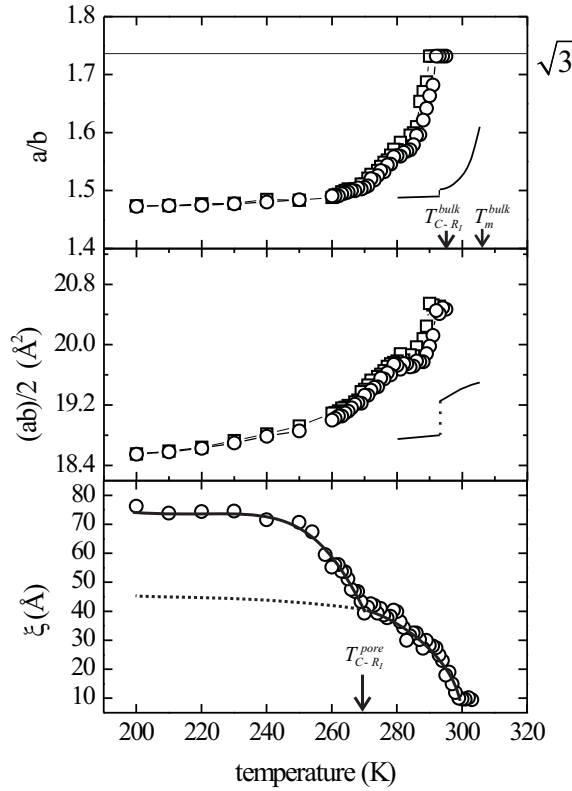 1.8
1.7
1.6
1.5
1.4
a/b
√3
T_{C-R_I}^{bulk}
T_m^{bulk}
20.8
20.0
19.2
18.4
(ab)/2 (Å²)
80
70
60
50
40
30
20
10
ξ (Å)
T_{C-R_I}^{pore}
200 220 240 260 280 300 320
temperature (K)